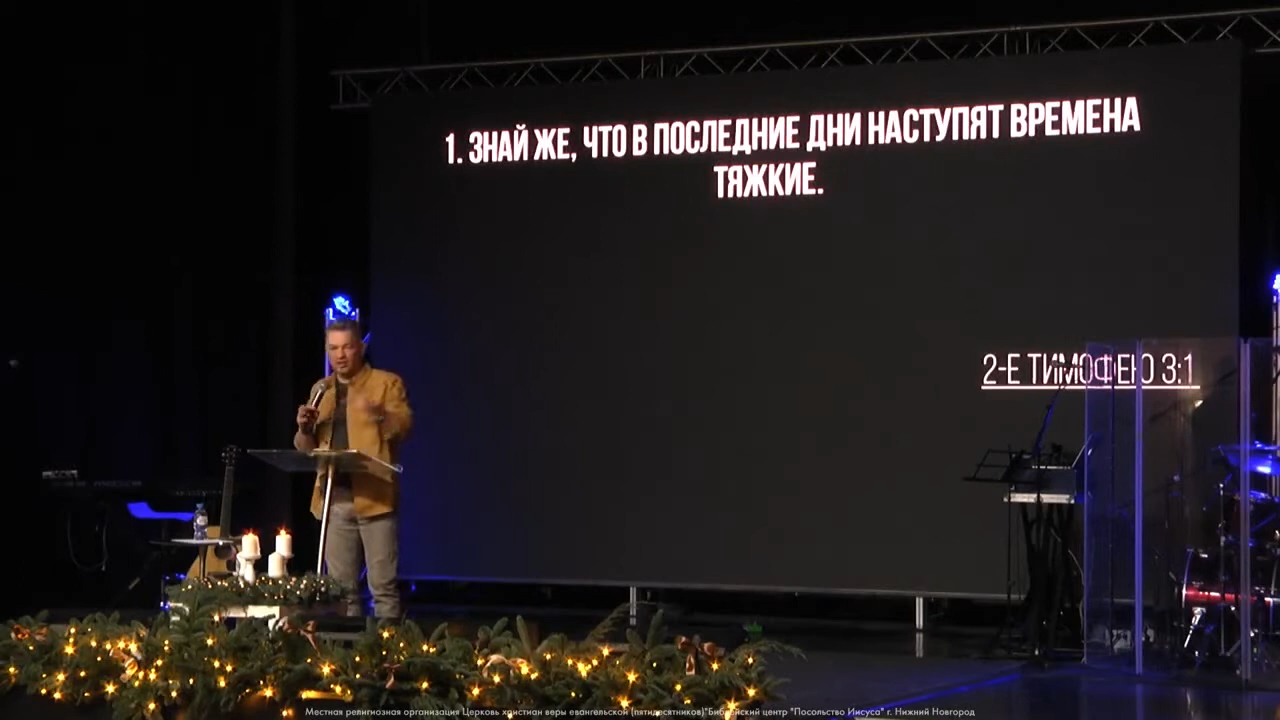 1. ЗНАЙ ЖЕ, ЧТО В ПОСЛЕДНИЕ ДНИ НАСТУПЯТ ВРЕМЕНА
ТЯЖКИЕ.
2-Е ТИМОФЕЮ 3:1
Местная религиозная организация Церковь христиан веры евангельской (пятидесятников)"Библейский центр "Посольство Иисуса" г. Нижний Новгород